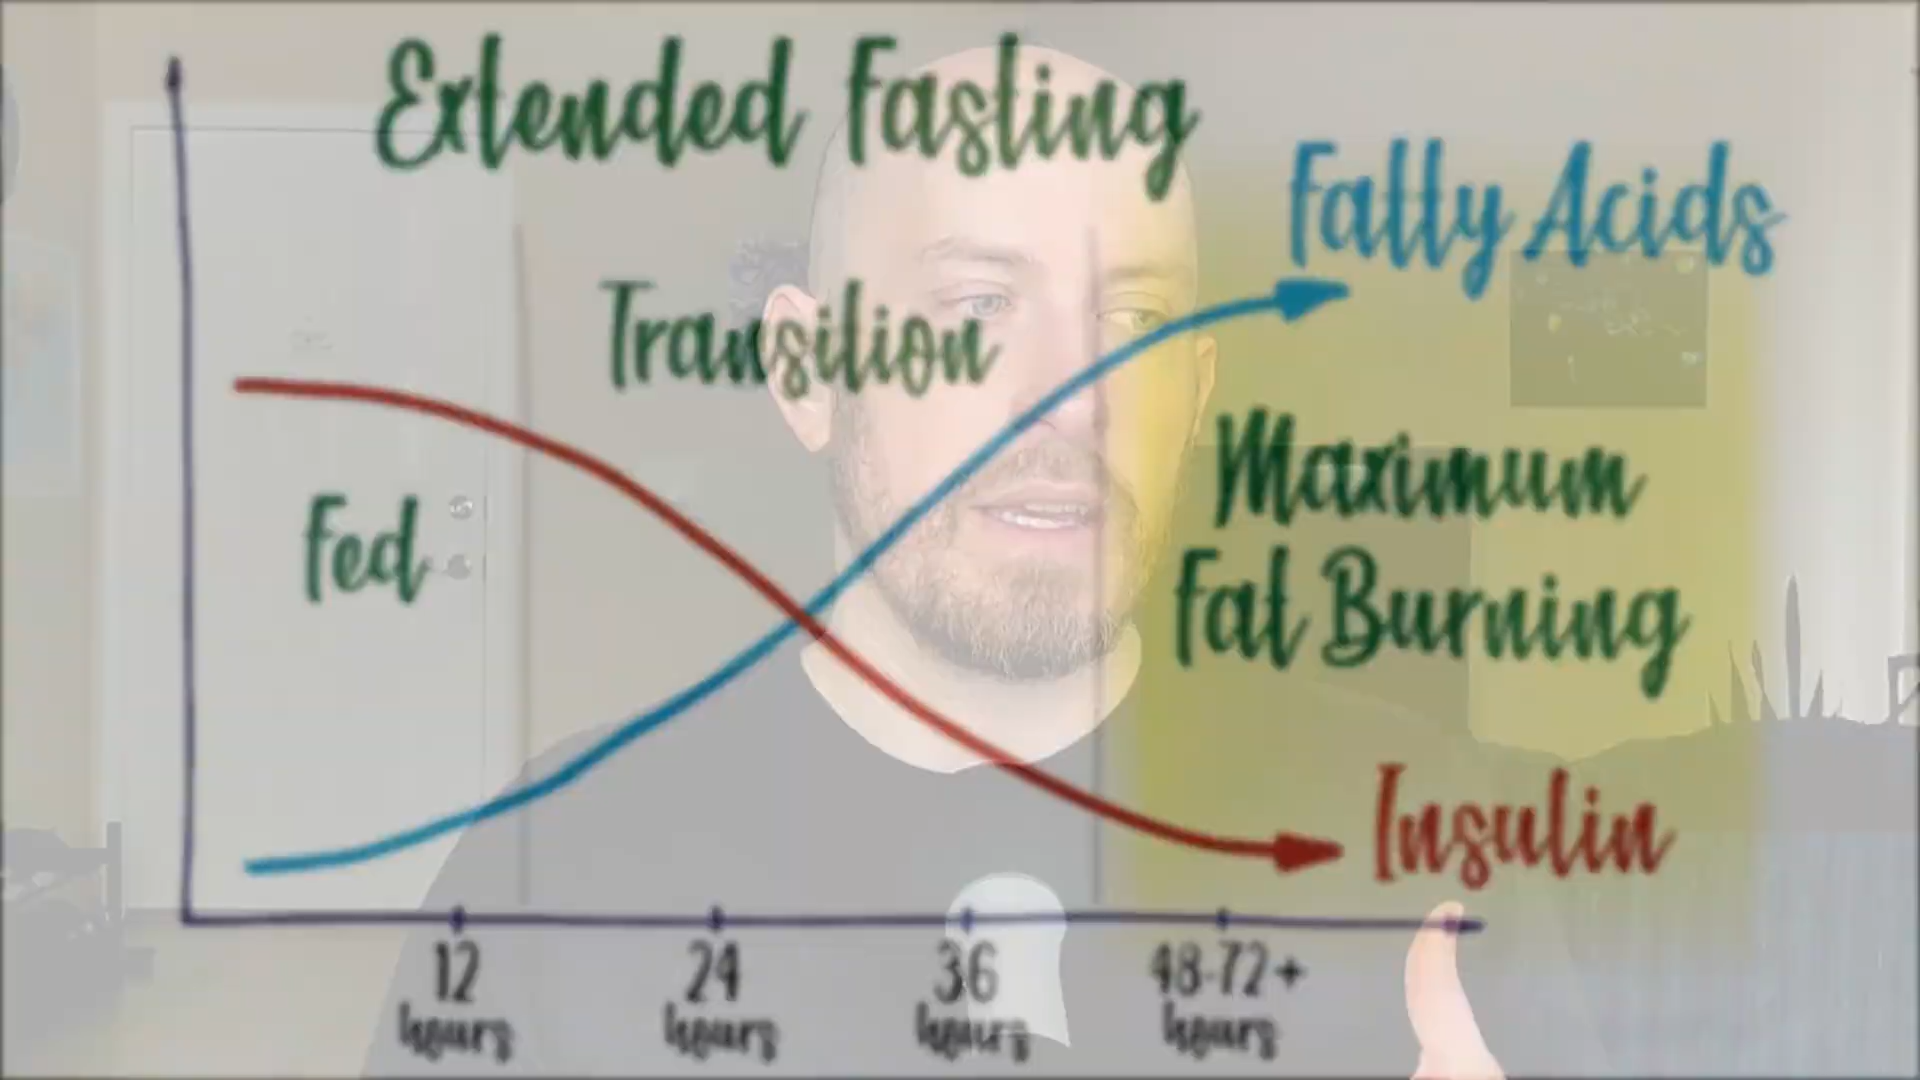 Extended Fasting
Fatty Acids
Transition
Maximum
Fat Burning
Fed
Insulin
12 hours
24 hours
36 hours
48-72+ hours